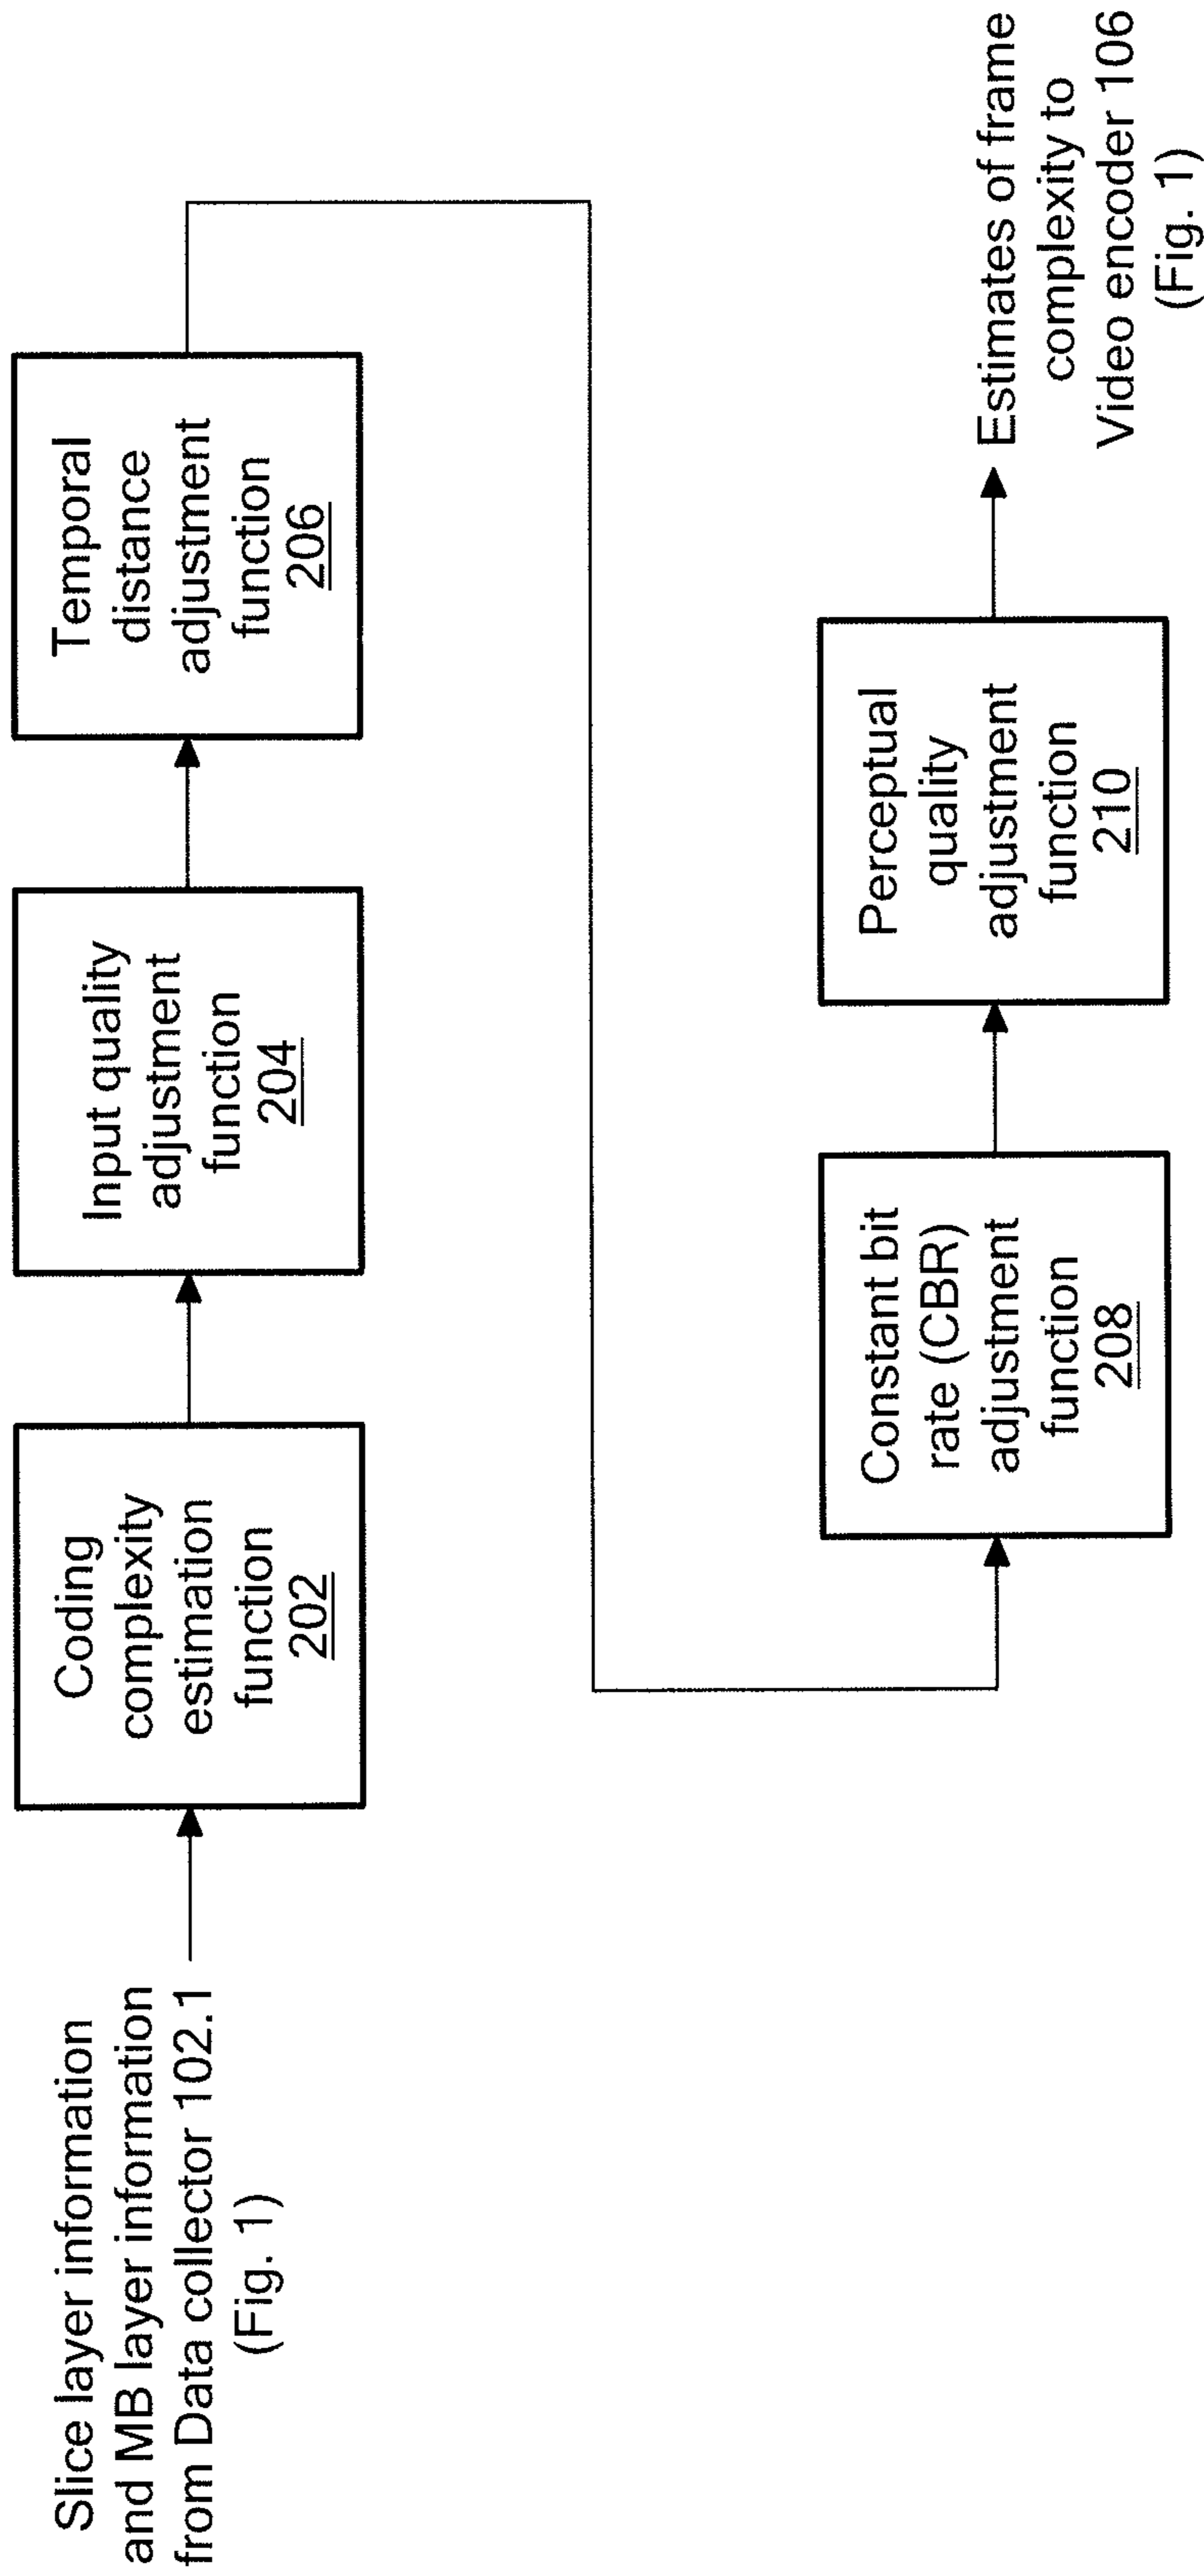 Slice layer information
and MB layer information
from Data collector 102.1
(Fig. 1)
Coding
complexity
estimation
function
202
Input quality
adjustment
function
204
Temporal
distance
adjustment
function
206
Constant bit
rate (CBR)
adjustment
function
208
Perceptual
quality
adjustment
function
210
Estimates of frame
complexity to
Video encoder 106
(Fig. 1)